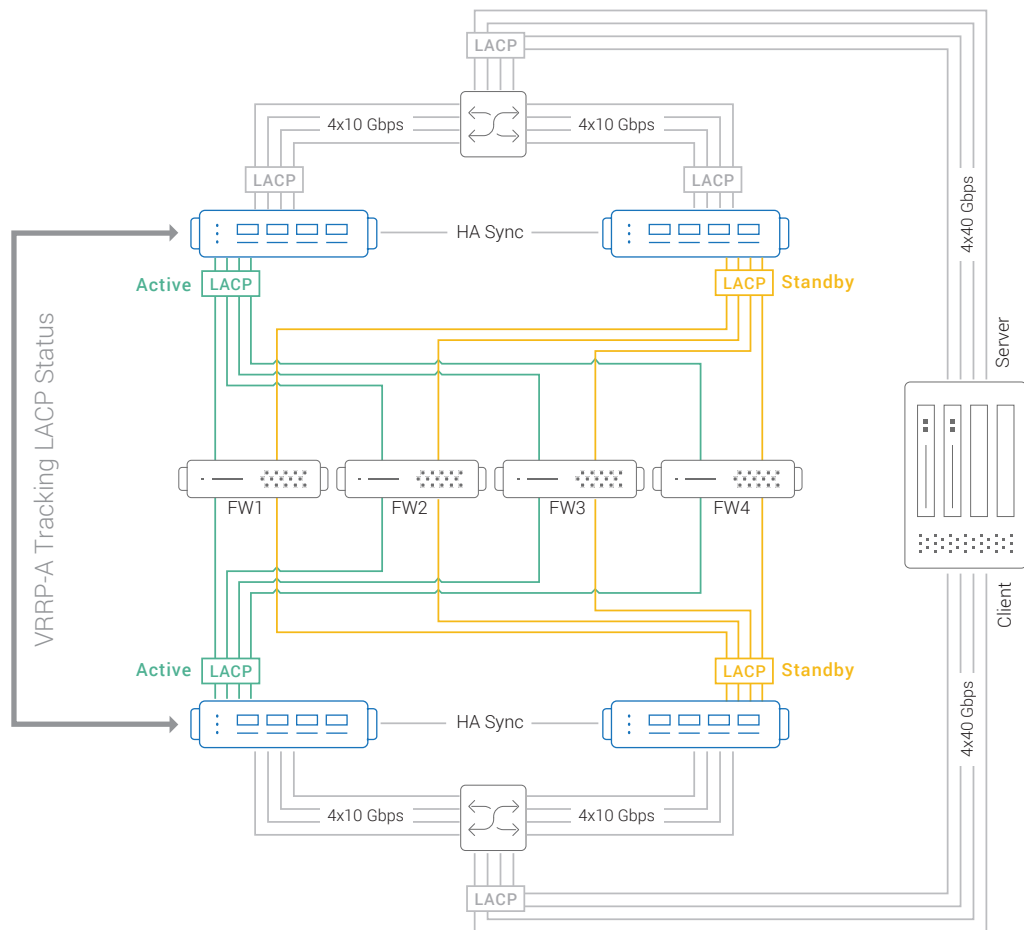 LACP
4x10 Gbps
4x10 Gbps
LACP
LACP
4x40 Gbps
HA Sync
Active
LACP
LACP
Standby
VRRP-A Tracking LACP Status
Server
FW1
FW2
FW3
FW4
Client
Active
LACP
LACP
Standby
HA Sync
4x40 Gbps
4x10 Gbps
4x10 Gbps
LACP